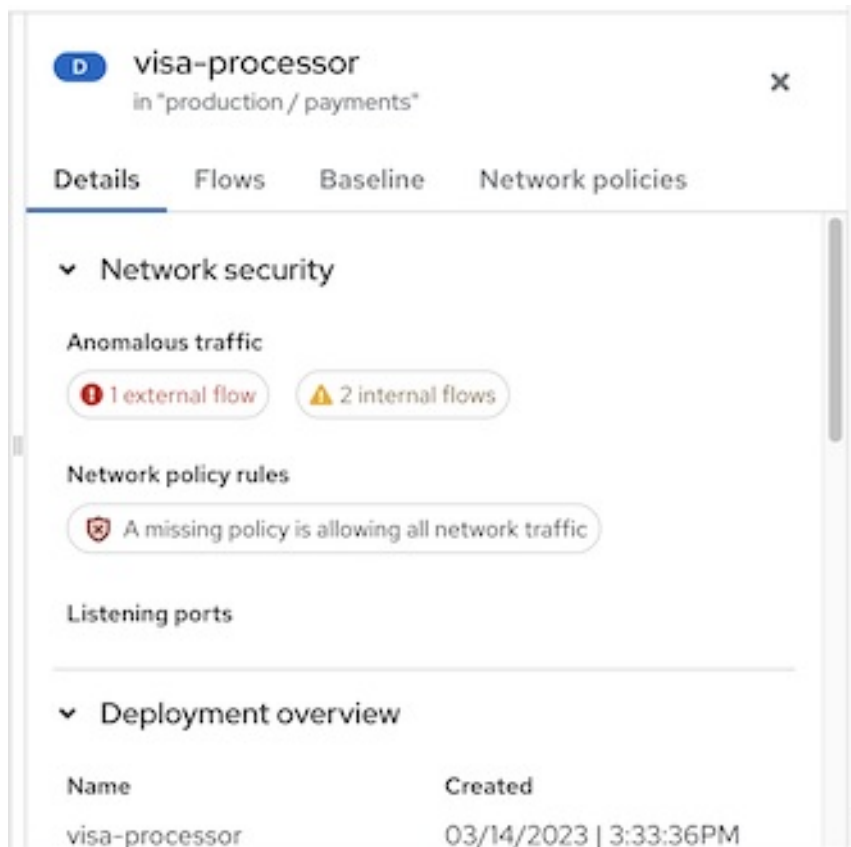 D
visa-processor
in "production / payments"
Details Flows Baseline Network policies
Network security
Anomalous traffic
1 external flow 2 internal flows
Network policy rules
A missing policy is allowing all network traffic
Listening ports
Deployment overview
Name Created
visa-processor 03/14/2023 | 3:33:36PM